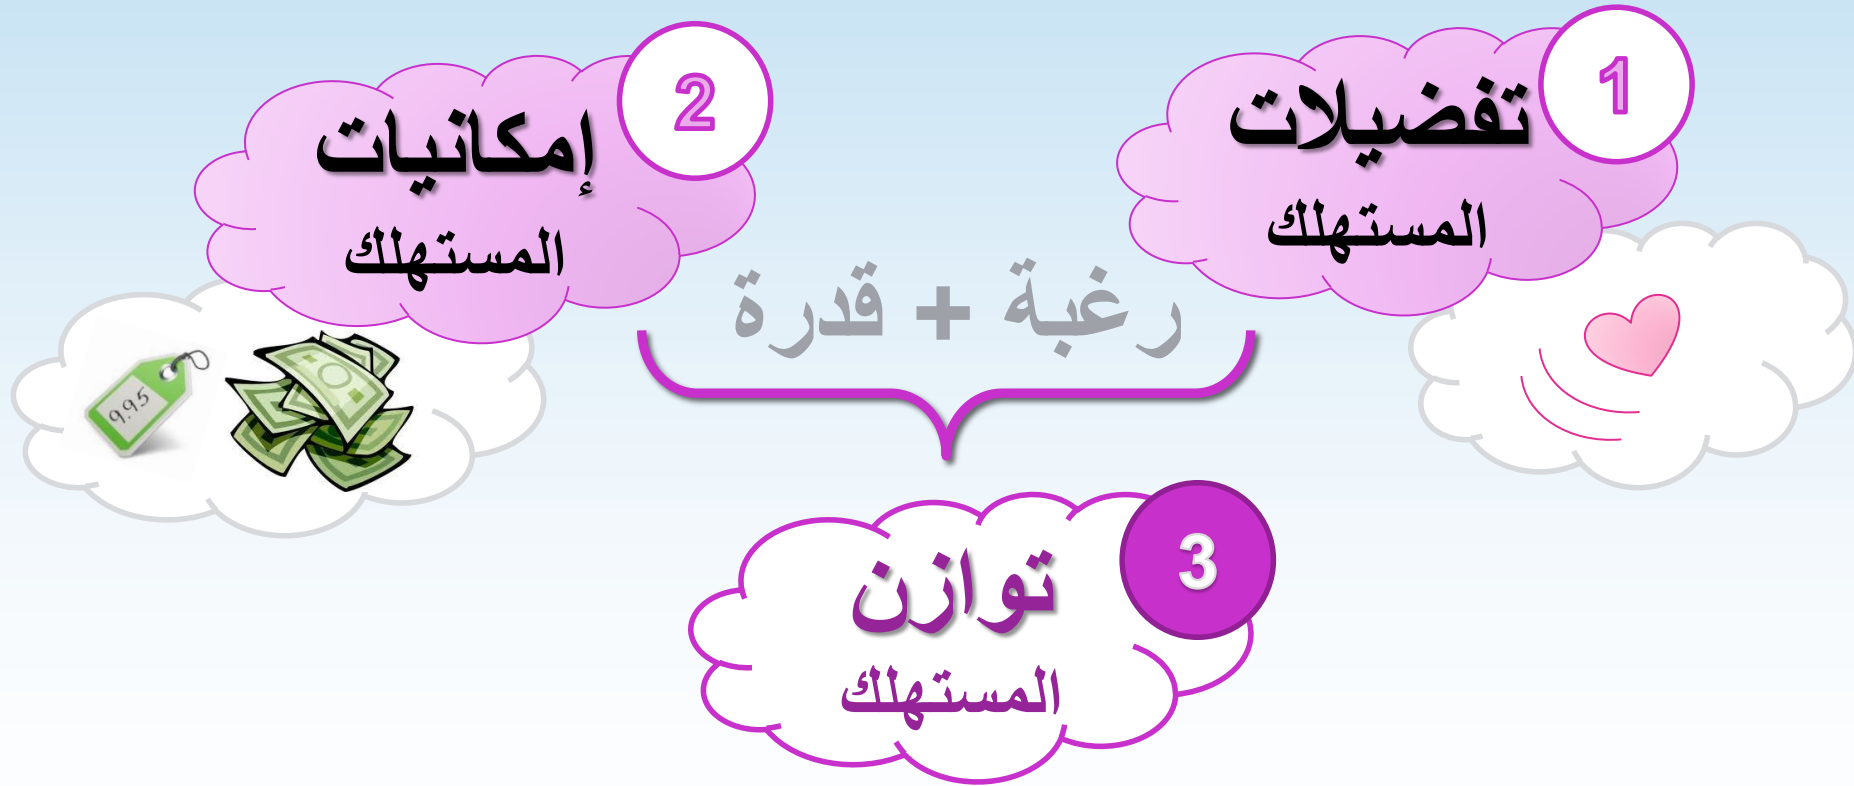 1
تفضيلات
المستهلك
2
إمكانيات
المستهلك
رغبة + قدرة
9.95
3
توازن
المستهلك